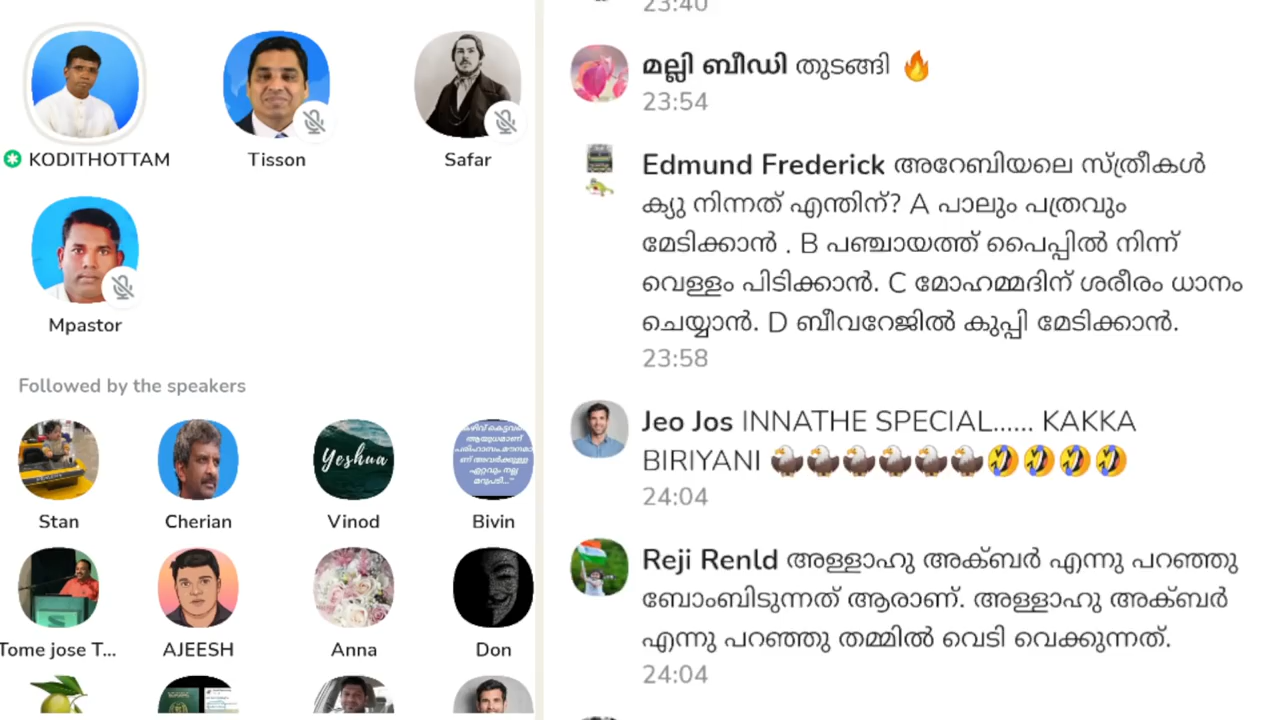 KODITHOTTAM
Tisson
Safar
Mpastor
Followed by the speakers
Yeshua
Stan
Cherian
Vinod
Bivin
Tome jose T...
AJEESH
Anna
Don
23:40
മല്ലി ബീഡി തുടങ്ങി 🔥
23:54
Edmund Frederick അറേബിയലെ സ്ത്രീകൾ
ക്യു നിന്നത് എന്തിന്? A പാലും പത്രവും
മേടിക്കാൻ . B പഞ്ചായത്ത് പൈപ്പിൽ നിന്ന്
വെള്ളം പിടിക്കാൻ. C മോഹമ്മദിന് ശരീരം ധാനം
ചെയ്യാൻ. D ബീവറേജിൽ കുപ്പി മേടിക്കാൻ.
23:58
Jeo Jos INNATHE SPECIAL...... KAKKA
BIRIYANI 🦅🦅🦅🦅🦅🦅🤣🤣🤣🤣
24:04
Reji Renld അള്ളാഹു അക്ബർ എന്നു പറഞ്ഞു
ബോംബിടുന്നത് ആരാണ്. അള്ളാഹു അക്ബർ
എന്നു പറഞ്ഞു തമ്മിൽ വെടി വെക്കുന്നത്.
24:04